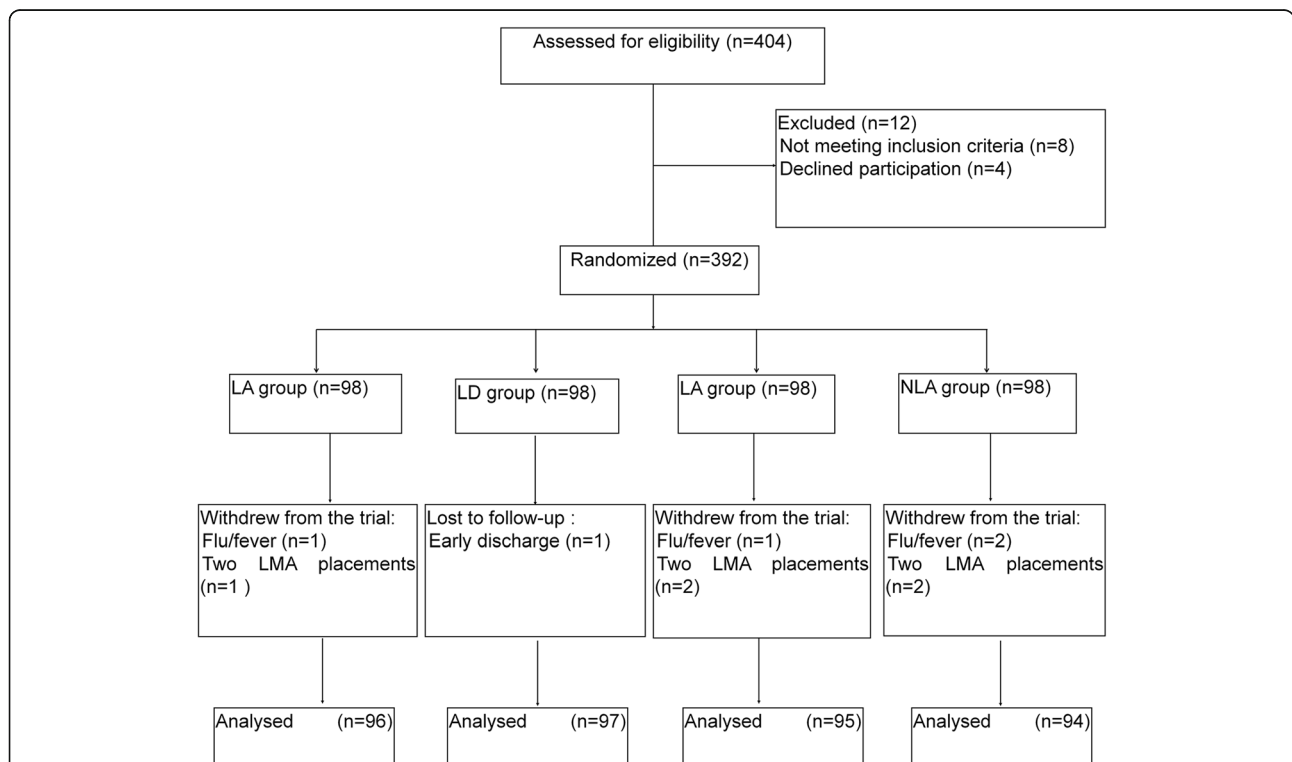 Assessed for eligibility (n=404)
Excluded (n=12)
Not meeting inclusion criteria (n=8)
Declined participation (n=4)
Randomized (n=392)
LA group (n=98)
LD group (n=98)
LA group (n=98)
NLA group (n=98)
Withdrew from the trial:
Flu/fever (n=1)
Two LMA placements
(n=1 )
Lost to follow-up :
Early discharge (n=1)
Withdrew from the trial:
Flu/fever (n=1)
Two LMA placements
(n=2)
Withdrew from the trial:
Flu/fever (n=2)
Two LMA placements
(n=2)
Analysed (n=96)
Analysed (n=97)
Analysed (n=95)
Analysed (n=94)